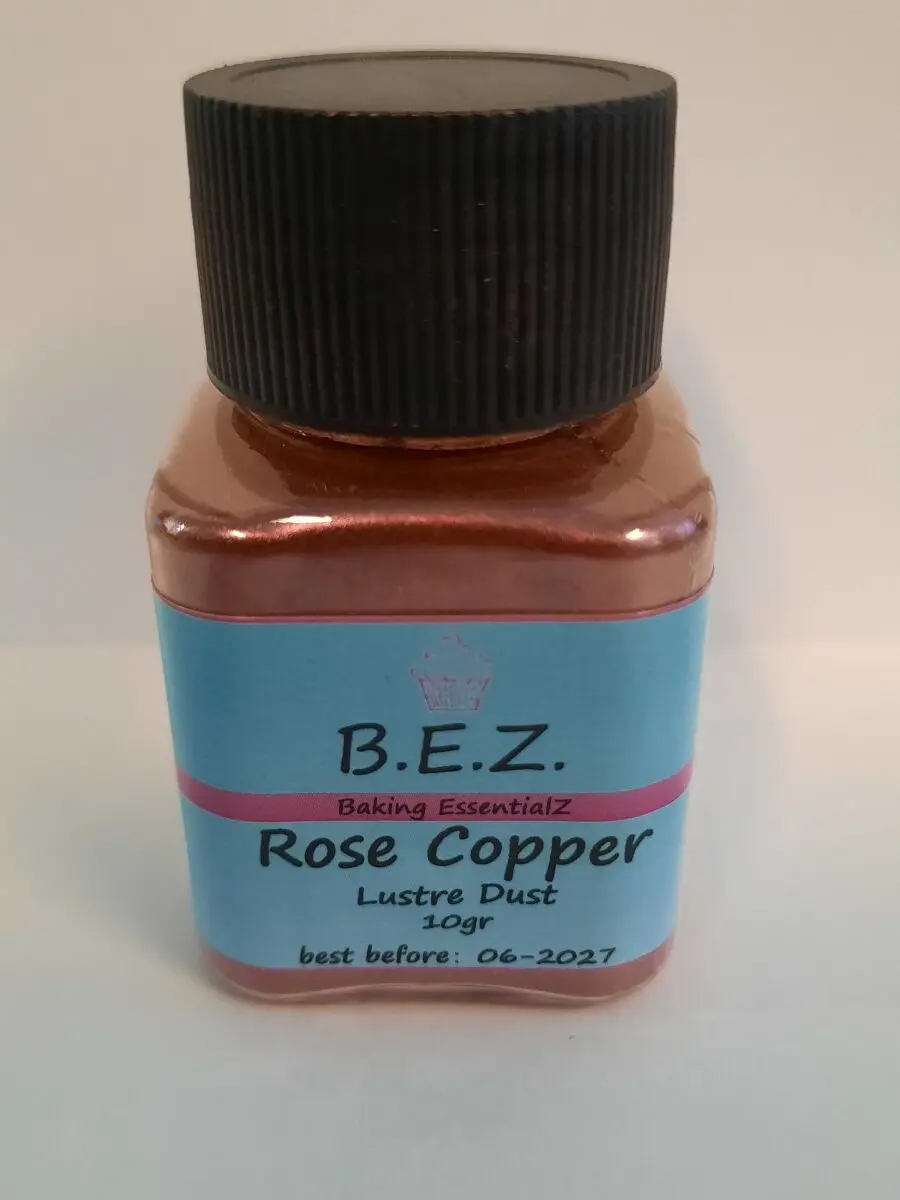 B.E.Z.
Baking EssentialZ
Rose Copper
Lustre Dust
10gr
best before: 06-2027